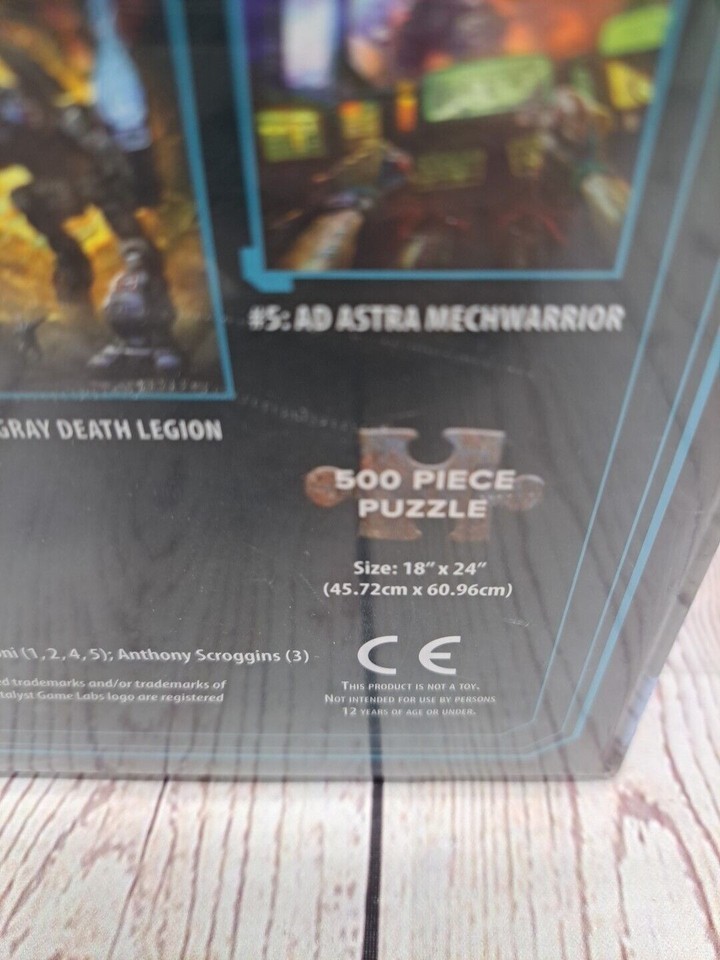 #5: AD ASTRA MECHWARRIOR
GRAY DEATH LEGION
500 PIECE
PUZZLE
Size: 18” x 24”
(45.72cm x 60.96cm)
ni (1, 2, 4, 5); Anthony Scroggins (3)
CE
ed trademarks and/or trademarks of
talyst Game Labs logo are registered
THIS PRODUCT IS NOT A TOY.
NOT INTENDED FOR USE BY PERSONS
12 YEARS OF AGE OR UNDER.